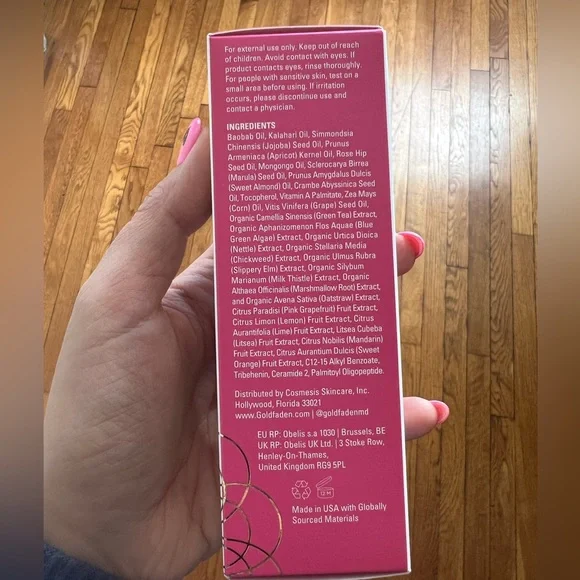 For external use only. Keep out of reach
of children. Avoid contact with eyes. If
product contacts eyes, rinse thoroughly.
For people with sensitive skin, test on a
small area before using. If irritation
occurs, please discontinue use and
contact a physician.
INGREDIENTS
Baobab Oil, Kalahari Oil, Simmondsia
Chinensis (Jojoba) Seed Oil, Prunus
Armeniaca (Apricot) Kernel Oil, Rose Hip
Seed Oil, Mongongo Oil, Sclerocarya Birrea
(Marula) Seed Oil, Prunus Amygdalus Dulcis
(Sweet Almond) Oil, Crambe Abyssinica Seed
Oil, Tocopherol, Vitamin A Palmitate, Zea Mays
(Corn) Oil, Vitis Vinifera (Grape) Seed Oil,
Organic Camellia Sinensis (Green Tea) Extract,
Organic Aphanizomenon Flos Aquae (Blue
Green Algae) Extract, Organic Urtica Dioica
(Nettle) Extract, Organic Stellaria Media
(Chickweed) Extract, Organic Ulmus Rubra
(Slippery Elm) Extract, Organic Silybum
Marianum (Milk Thistle) Extract, Organic
Althaea Officinalis (Marshmallow Root) Extract,
and Organic Avena Sativa (Oatstraw) Extract,
Citrus Paradisi (Pink Grapefruit) Fruit Extract,
Citrus Limon (Lemon) Fruit Extract, Citrus
Aurantifolia (Lime) Fruit Extract, Litsea Cubeba
(Litsea) Fruit Extract, Citrus Nobilis (Mandarin)
Fruit Extract, Citrus Aurantium Dulcis (Sweet
Orange) Fruit Extract, C12-15 Alkyl Benzoate,
Tribehenin, Ceramide 2, Palmitoyl Oligopeptide.
Distributed by Cosmesis Skincare, Inc.
Hollywood, Florida 33021
www.Goldfaden.com | @goldfadenmd
EU RP: Obelis s.a 1030 | Brussels, BE
UK RP: Obelis UK Ltd. | 3 Stoke Row,
Henley-On-Thames,
United Kingdom RG9 5PL
12 M
Made in USA with Globally
Sourced Materials